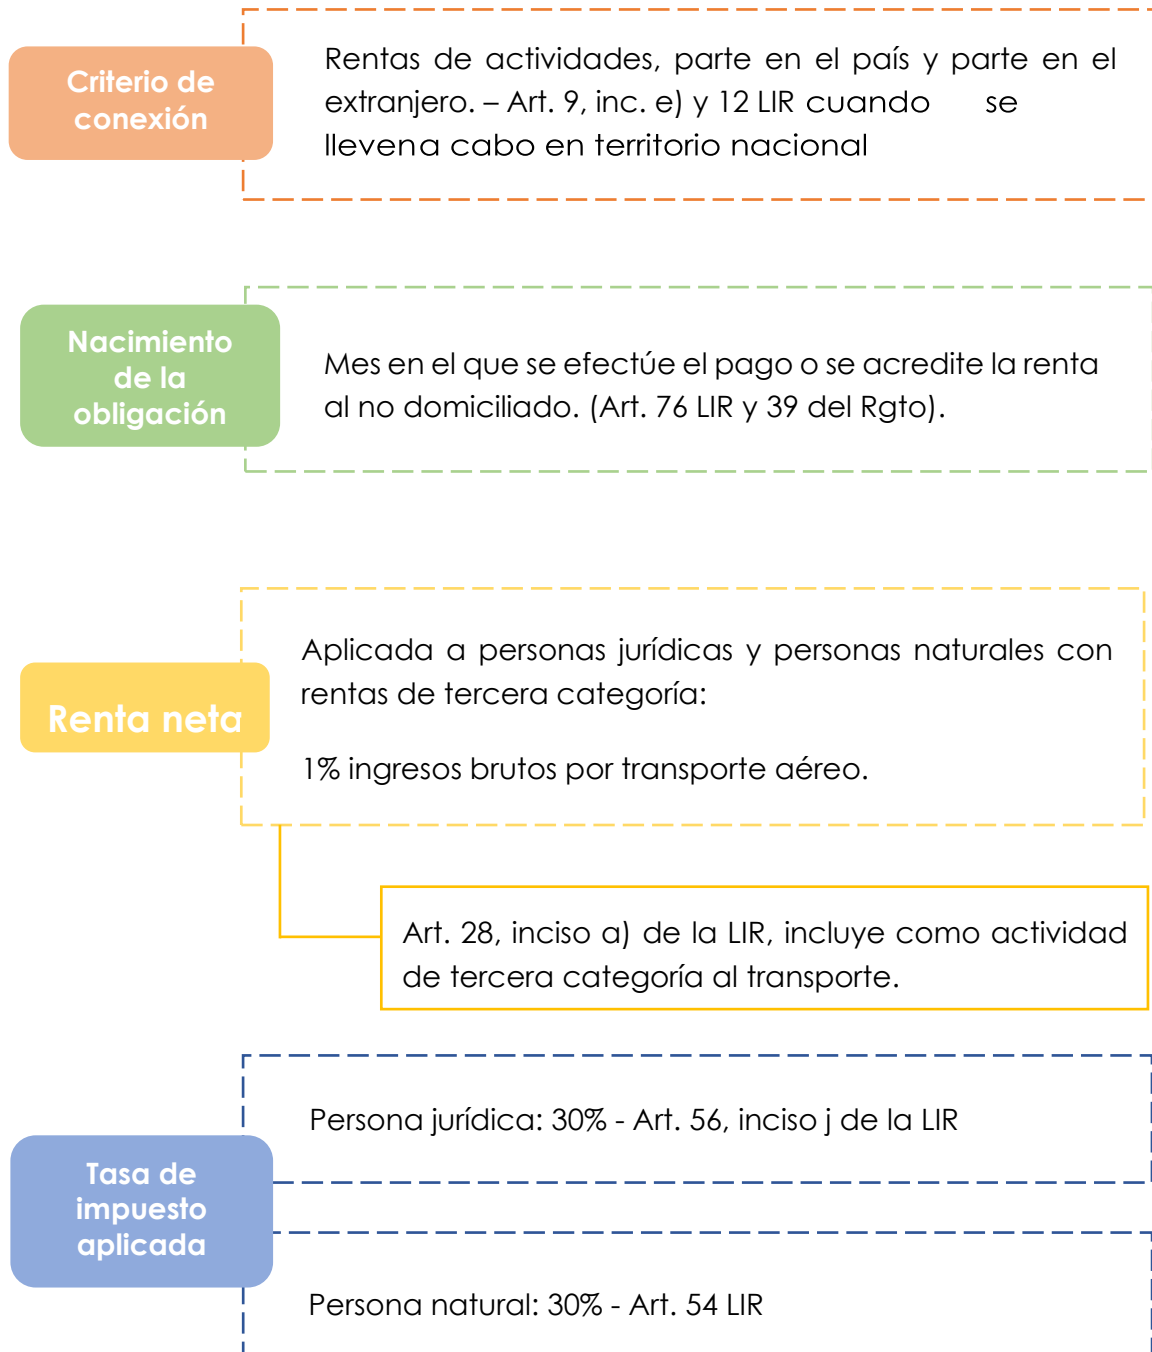 Criterio de
conexión
Rentas de actividades, parte en el país y parte en el
extranjero. – Art. 9, inc. e) y 12 LIR cuando se
llevena cabo en territorio nacional
Nacimiento
de la
obligación
Mes en el que se efectúe el pago o se acredite la renta
al no domiciliado. (Art. 76 LIR y 39 del Rgto).
Renta neta
Aplicada a personas jurídicas y personas naturales con
rentas de tercera categoría:
1% ingresos brutos por transporte aéreo.
Art. 28, inciso a) de la LIR, incluye como actividad
de tercera categoría al transporte.
Tasa de
impuesto
aplicada
Persona jurídica: 30% - Art. 56, inciso j de la LIR
Persona natural: 30% - Art. 54 LIR